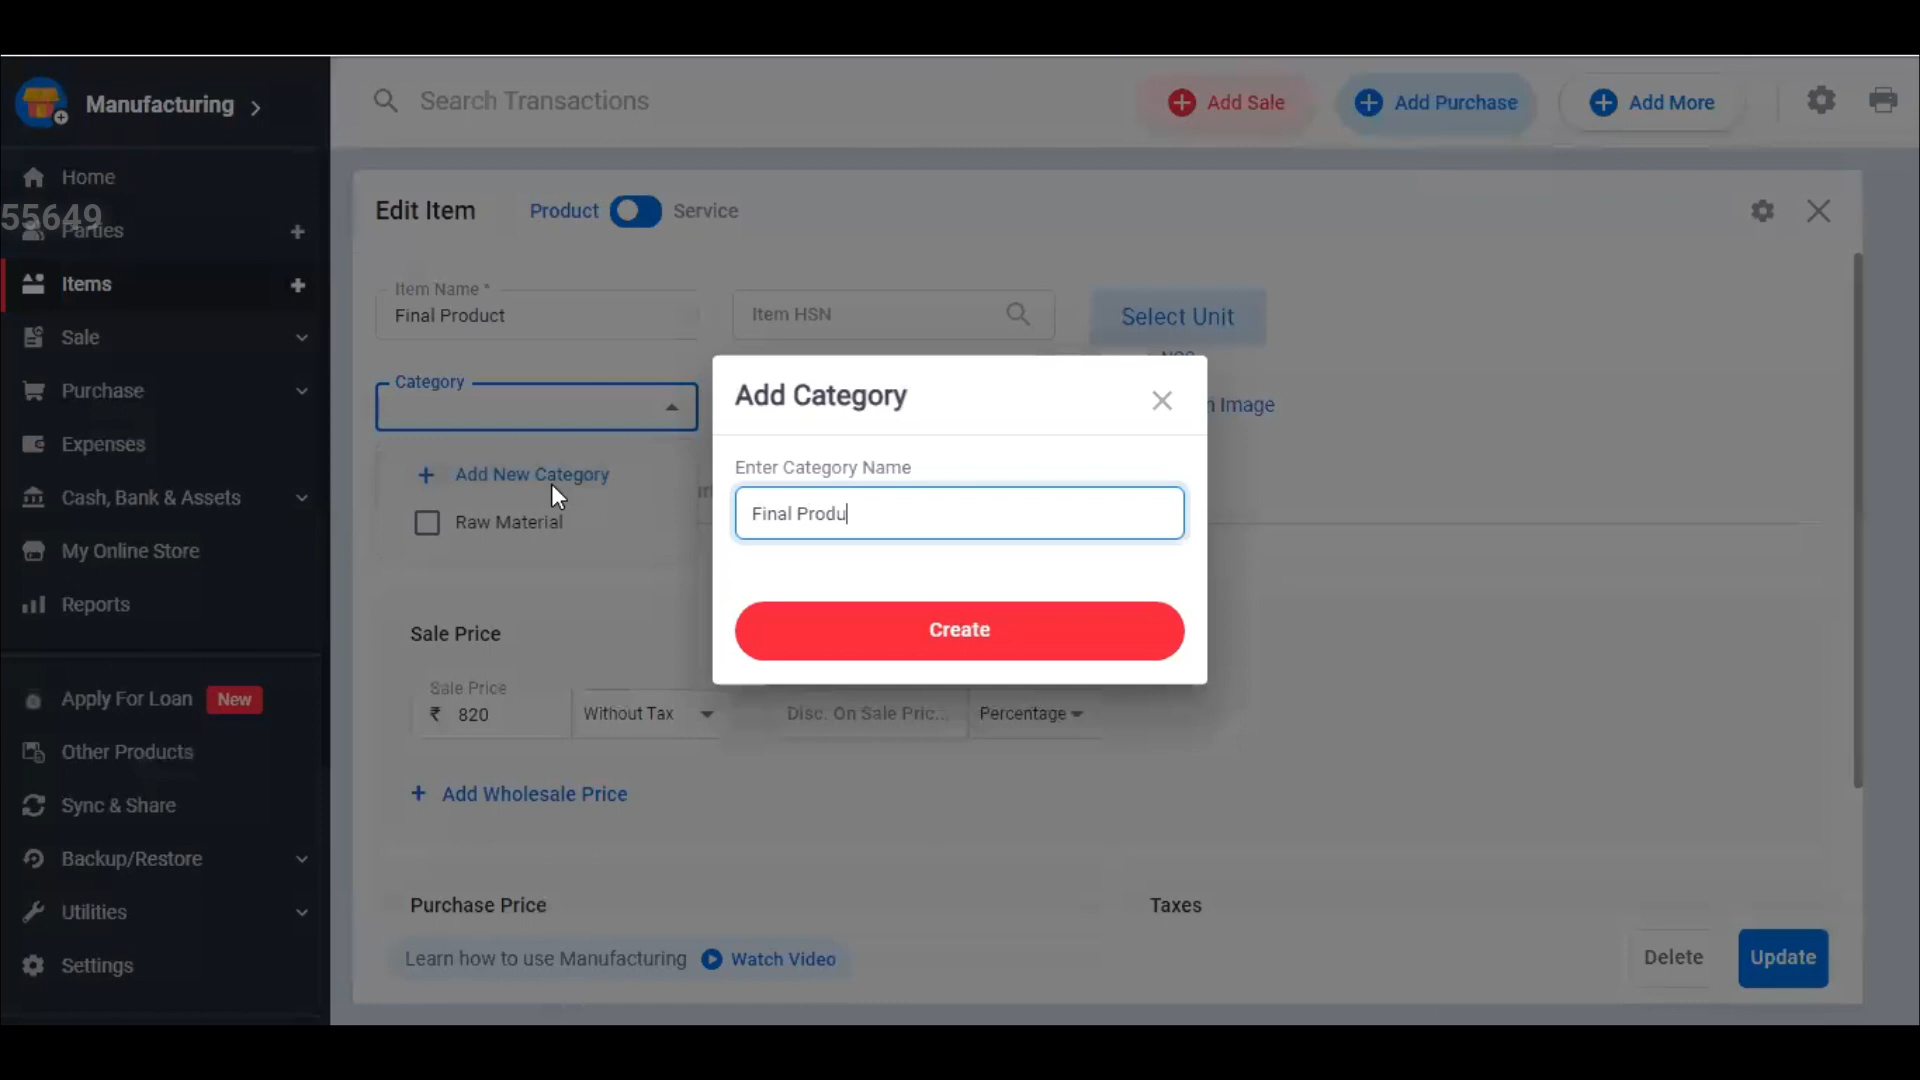 Manufacturing
Search Transactions
Add Sale
Add Purchase
Add More
Home
55649
Parties
Items
Sale
Purchase
Expenses
Cash, Bank & Assets
My Online Store
Reports
Apply For Loan New
Other Products
Sync & Share
Backup/Restore
Utilities
Settings
Edit Item
Product
Service
Item Name *
Final Product
Item HSN
Select Unit
Category
Image
+ Add New Category
Raw Material
Add Category
Enter Category Name
Final Produ
Create
Sale Price
Sale Price
₹ 820
Without Tax
Disc. On Sale Pric...
Percentage
+ Add Wholesale Price
Purchase Price
Taxes
Learn how to use Manufacturing
Watch Video
Delete
Update